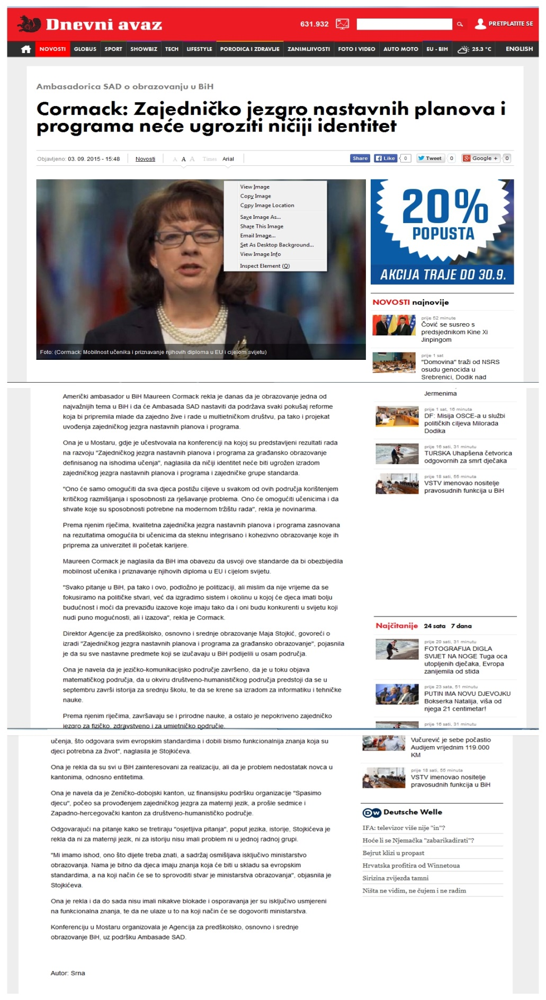 Dnevni avaz
631.932
PRETPLATITE SE
NOVOSTI GLOBUS SPORT SHOWBIZ TECH LIFESTYLE PORODICA I ZDRAVLJE ZANIMLJIVOSTI FOTO I VIDEO AUTO MOTO EU - BIH 25.3 °C ENGLISH
Ambasadorica SAD o obrazovanju u BiH
Cormack: Zajedničko jezgro nastavnih planova i
programa neće ugroziti ničiji identitet
Objavljeno: 03. 09. 2015 - 15:48 Novosti A A A Times Arial
Share Like 0 Tweet 0 Google + 0
View Image
Copy Image
Copy Image Location
Save Image As...
Share This Image
Email Image...
Set As Desktop Background...
View Image Info
Inspect Element (Q)
Foto: (Cormack: Mobilnost učenika i priznavanje njihovih diploma u EU i cijelom svijetu)
20%
POPUSTA
AKCIJA TRAJE DO 30.9.
NOVOSTI najnovije
prije 52 minute
Čović se susreo s
predsjednikom Kine Xi
Jinpingom
prije 1 sat
"Domovina" traži od NSRS
osudu genocida u
Srebrenici, Dodik nad
Američki ambasador u BiH Maureen Cormack rekla je danas da je obrazovanje jedna od
najvažnijih tema u BiH i da će Ambasada SAD nastaviti da podržava svaki pokušaj reforme
koja bi pripremila mlade da zajedno žive i rade u multietničkom društvu, pa tako i projekat
uvođenja zajedničkog jezgra nastavnih planova i programa.
Ona je u Mostaru, gdje je učestvovala na konferenciji na kojoj su predstavljeni rezultati rada
na razvoju "Zajedničkog jezgra nastavnih planova i programa za građansko obrazovanje
definisanog na ishodima učenja", naglasila da ničiji identitet neće biti ugrožen izradom
zajedničkog jezgra nastavnih planova i programa i zajedničke grupe standarda.
"Ono će samo omogućiti da sva djeca postižu ciljeve u svakom od ovih područja korištenjem
kritičkog razmišljanja i sposobnosti za rješavanje problema. Ono će omogućiti učenicima i da
shvate koje su sposobnosti potrebne na modernom tržištu rada", rekla je novinarima.
Prema njenim riječima, kvalitetna zajednička jezgra nastavnih planova i programa zasnovana
na rezultatima omogućila bi učenicima da steknu integrisano i kohezivno obrazovanje koje ih
priprema za univerzitet ili početak karijere.
Maureen Cormack je naglasila da BiH ima obavezu da usvoji ove standarde da bi obezbijedila
mobilnost učenika i priznavanje njihovih diploma u EU i cijelom svijetu.
"Svako pitanje u BiH, pa tako i ovo, podložno je politizaciji, ali mislim da nije vrijeme da se
fokusiramo na političke stvari, već da izgradimo sistem i okolinu u kojoj će djeca imati bolju
budućnost i moći da prevaziđu izazove koje imaju tako da i oni budu konkurenti u svijetu koji
nudi puno mogućnosti, ali i izazova", rekla je Cormack.
Direktor Agencije za predškolsko, osnovno i srednje obrazovanje Maja Stojkić, govoreći o
izradi "Zajedničkog jezgra nastavnih planova i programa za građansko obrazovanje", pojasnila
je da su sve nastavne predmete koji se izučavaju u BiH podijelili u osam područja.
Ona je navela da je jezičko-komunikacijsko područje završeno, da je u toku objava
matematičkog područja, da u okviru društveno-humanističkog područja predstoji da se u
septembru završi istorija za srednju školu, te da se krene sa izradom za informatiku i tehničke
nauke.
Prema njenim riječima, završavaju se i prirodne nauke, a ostalo je nepokriveno zajedničko
jezgro za fizičko, zdravstveno i za umjetničko područje.
Jermenima
prije 1 sat, 16 minuta
DF: Misija OSCE-a u službi
političkih ciljeva Milorada
Dodika
prije 16 sati, 31 minutu
TURSKA Uhapšena četvorica
odgovornih za smrt dječaka
prije 18 sati, 55 minuta
VSTV imenovao nositelje
pravosudnih funkcija u BiH
Najčitanije 24 sata 7 dana
prije 20 sati, 31 minutu
FOTOGRAFIJA DIGLA
SVIJET NA NOGE Tuga oca
utopljenih dječaka, Evropa
zanijemila od stida
prije 23 sata, 51 minutu
PUTIN IMA NOVU DJEVOJKU
Bokserka Natalija, viša od
njega 21 centimetar!
prije 16 sati, 31 minutu
učenja, što odgovara svim evropskim standardima i dobili bismo funkcionalnija znanja koja su
djeci potrebna za život", naglasila je Stojkićeva.
Ona je rekla da su svi u BiH zainteresovani za realizaciju, ali da je problem nedostatak novca u
kantonima, odnosno entitetima.
Ona je navela da je Zeničko-dobojski kanton, uz finansijsku podršku organizacije "Spasimo
djecu", počeo sa provođenjem zajedničkog jezgra za maternji jezik, a prošle sedmice i
Zapadno-hercegovački kanton za društveno-humanističko područje.
Odgovarajući na pitanje kako se tretiraju "osjetljiva pitanja", poput jezika, istorije, Stojkićeva je
rekla da ni za maternji jezik, ni za istoriju nisu imali problem ni u jednoj radnoj grupi.
"Mi imamo ishod, ono što dijete treba znati, a sadržaj osmišljava isključivo ministarstvo
obrazovanja. Nama je bitno da djeca imaju znanja koja će biti u skladu sa evropskim
standardima, a na koji način će se to sprovoditi stvar je ministarstva obrazovanja", objasnila je
Stojkićeva.
Ona je rekla i da do sada nisu imali nikakve blokade i osporavanja jer su isključivo usmjereni
na funkcionalna znanja, te da ne ulaze u to na koji način će se dogovoriti ministarstva.
Konferenciju u Mostaru organizovala je Agencija za predškolsko, osnovno i srednje
obrazovanje BiH, uz podršku Ambasade SAD.
Autor: Srna
Vučurević je sebe počastio
Audijem vrijednim 119.000
KM
prije 18 sati, 55 minuta
VSTV imenovao nositelje
pravosudnih funkcija u BiH
DW Deutsche Welle
IFA: televizor više nije "in"?
Hoće li se Njemačka "zabarikadirati"?
Bejrut klizi u propast
Hrvatska profitira od Winnetoua
Sirizina zvijezda tamni
Ništa ne vidim, ne čujem i ne radim